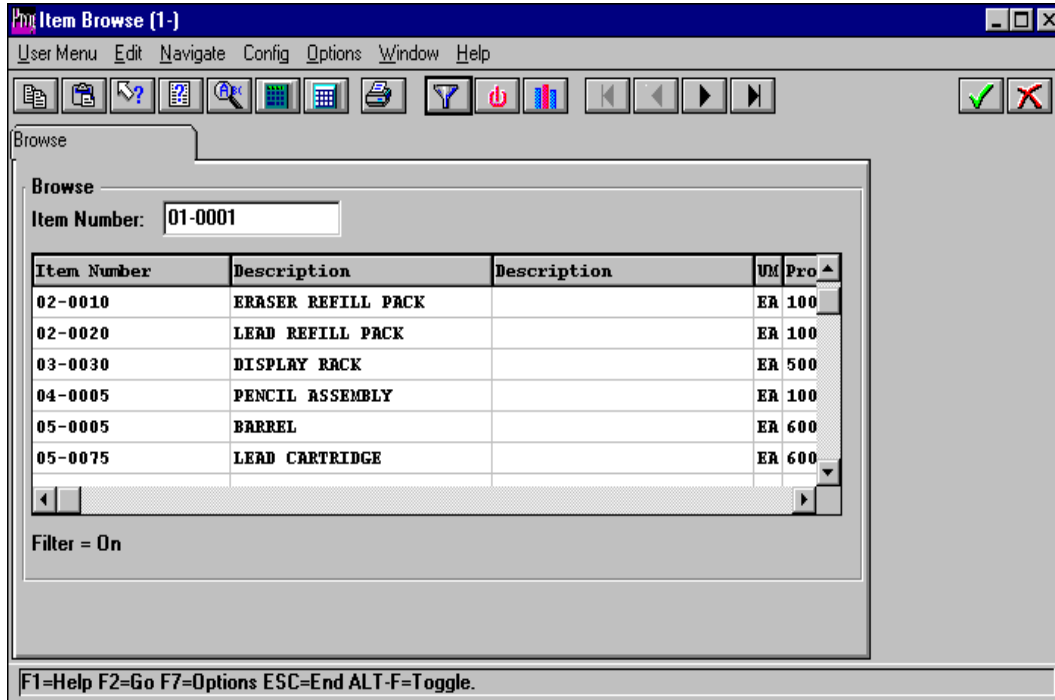 Item Browse (1-)
User Menu Edit Navigate Config Options Window Help
Browse
Browse
Item Number: 01-0001
Item Number Description Description UM Pro
02-0010 ERASER REFILL PACK EA 100
02-0020 LEAD REFILL PACK EA 100
03-0030 DISPLAY RACK EA 500
04-0005 PENCIL ASSEMBLY EA 100
05-0005 BARREL EA 600
05-0075 LEAD CARTRIDGE EA 600
Filter = On
F1=Help F2=Go F7=Options ESC=End ALT-F=Toggle.